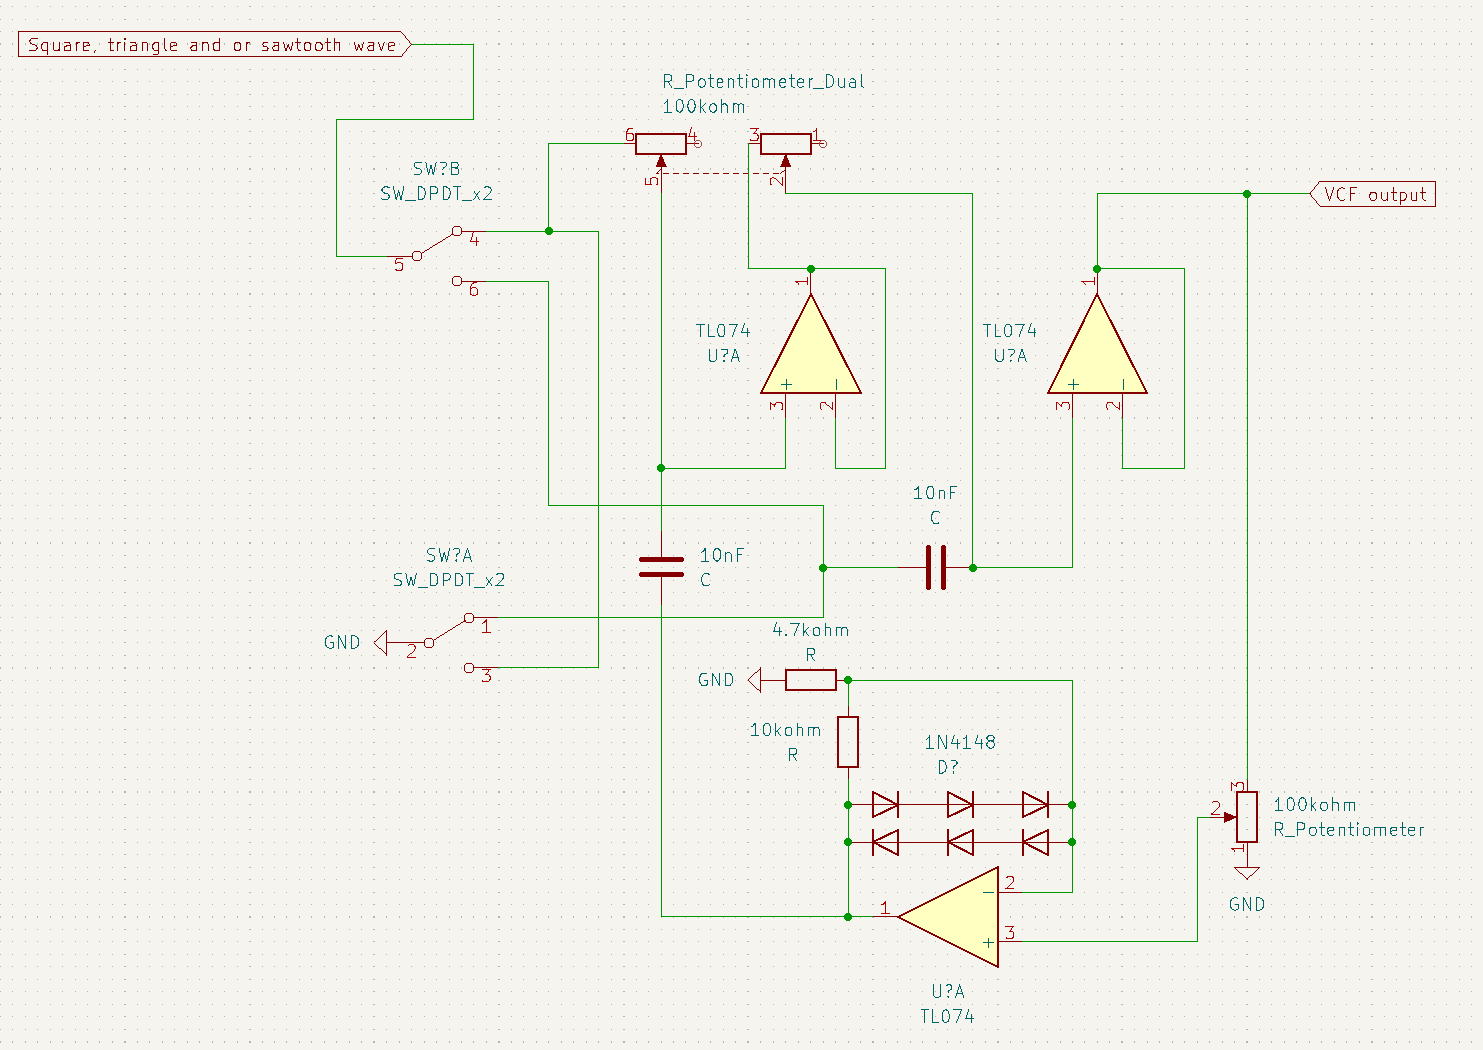 Square, triangle and or sawtooth wave
R_Potentiometer_Dual
100kohm
6
4
3
1
5
2
SW?B
SW_DPDT_x2
4
5
6
VCF output
1
1
TL074
U?A
TL074
U?A
+
−
+
−
3
2
3
2
10nF
C
SW?A
SW_DPDT_x2
10nF
C
1
GND
2
3
4.7kohm
R
GND
10kohm
R
1N4148
D?
3
2
100kohm
R_Potentiometer
1
GND
1
−
2
+
3
U?A
TL074